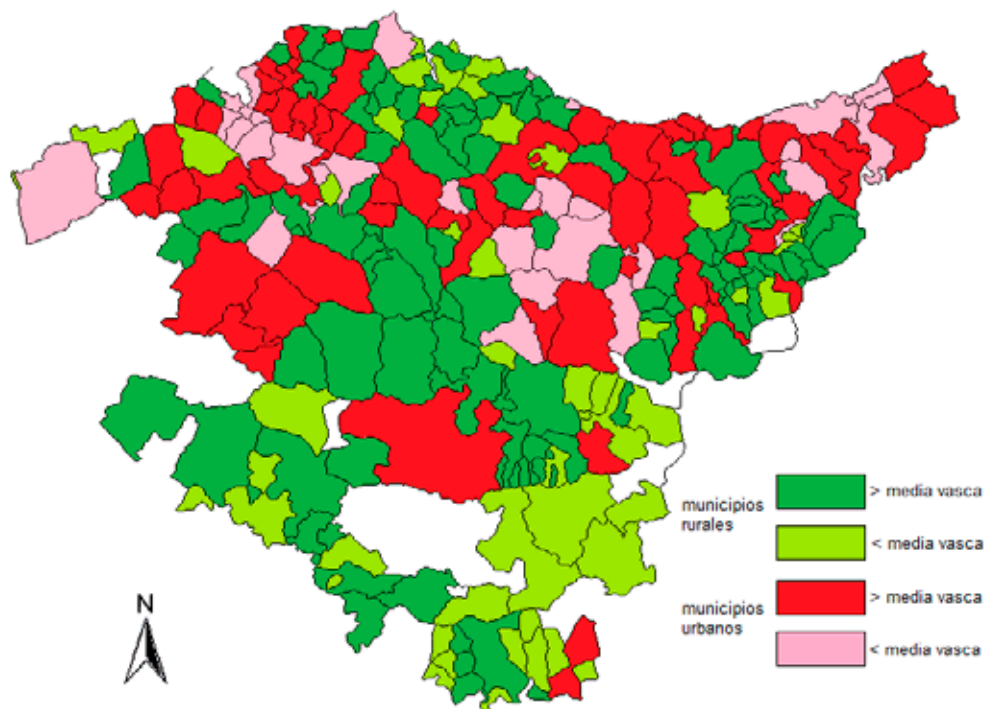 municipios
rurales
> media vasca
< media vasca
municipios
urbanos
> media vasca
< media vasca
N